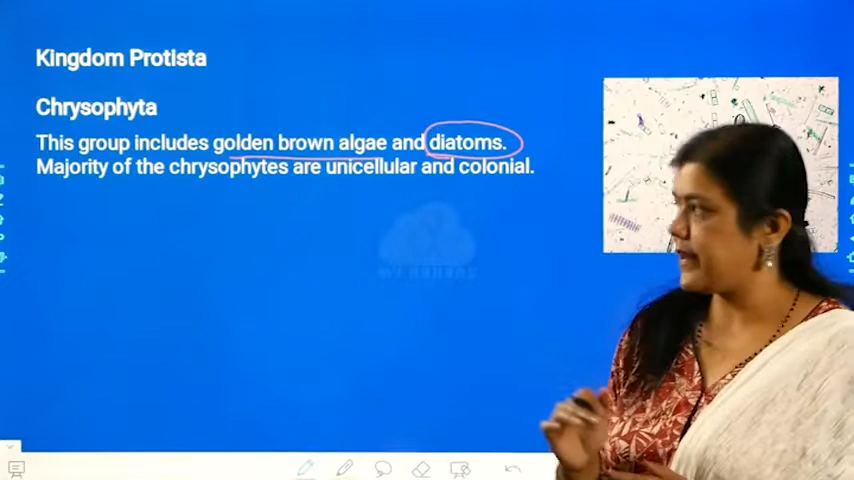 Kingdom Protista
Chrysophyta
This group includes golden brown algae and diatoms.
Majority of the chrysophytes are unicellular and colonial.